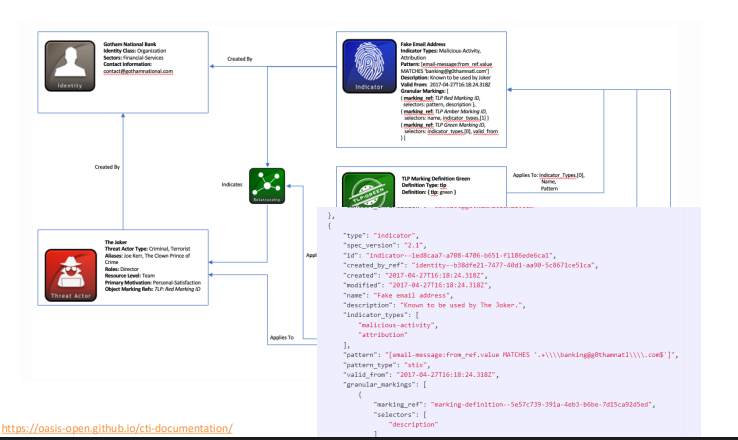 Gotham National Bank
Identity Class: Organization
Sectors: Financial-Services
Contact Information:
contact@gothamnational.com
Identity
Created By
Fake Email Address
Indicator Types: Malicious-Activity,
Attribution
Pattern: [email-message:from_ref.value
MATCHES 'banking@g0thamnatl.com']
Description: Known to be used by Joker
Valid From: 2017-04-27T16:18:24.318Z
Granular Markings: [
{ marking_ref: TLP Red Marking ID,
selectors: pattern, description },
{ marking_ref: TLP Amber Marking ID,
selectors: name, indicator_types.[1] }
{ marking_ref: TLP Green Marking ID,
selectors: indicator_types.[0], valid_from
} ]
Indicator
Created By
Indicates
Relationship
TLP GREEN
TLP Marking Definition Green
Definition Type: tlp
Definition: { tlp: green }
Applies To: Indicator_Types.[0],
Name,
Pattern
The Joker
Threat Actor Type: Criminal, Terrorist
Aliases: Joe Kerr, The Clown Prince of
Crime
Roles: Director
Resource Level: Team
Primary Motivation: Personal-Satisfaction
Object Marking Refs: TLP: Red Marking ID
Threat Actor
Appl
Applies To
},
{
"type": "indicator",
"spec_version": "2.1",
"id": "indicator--1ed8caa7-a708-4706-b651-f1186ede6ca1",
"created_by_ref": "identity--b38dfe21-7477-40d1-aa90-5c8671ce51ca",
"created": "2017-04-27T16:18:24.318Z",
"modified": "2017-04-27T16:18:24.318Z",
"name": "Fake email address",
"description": "Known to be used by The Joker.",
"indicator_types": [
"malicious-activity",
"attribution"
],
"pattern": "[email-message:from_ref.value MATCHES '.+\\\\banking@g0thamnatl\\\\.com$']",
"pattern_type": "stix",
"valid_from": "2017-04-27T16:18:24.318Z",
"granular_markings": [
{
"marking_ref": "marking-definition--5e57c739-391a-4eb3-b6be-7d15ca92d5ed",
"selectors": [
"description"
]
https://oasis-open.github.io/cti-documentation/